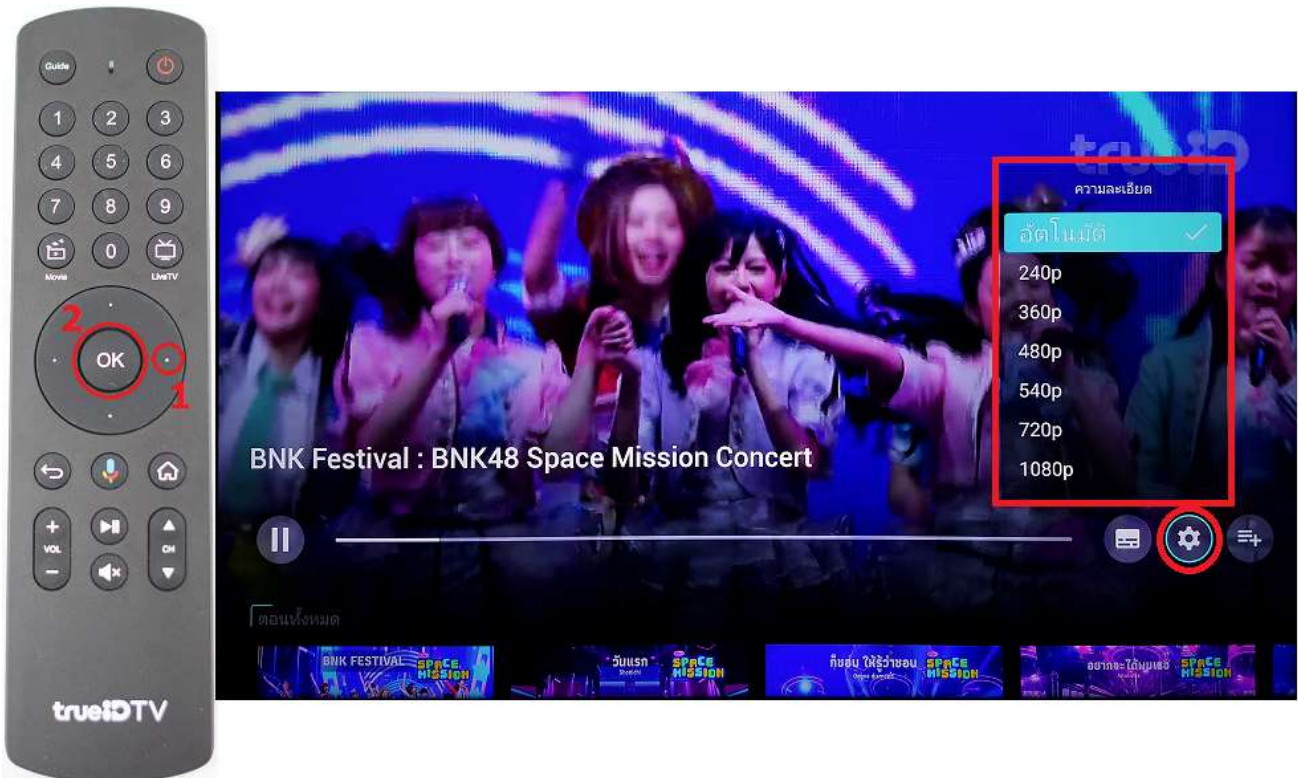 Guide
1 2 3
4 5 6
7 8 9
0
Movie LiveTV
2
OK
1
+
VOL
CH
-
trueiDTV
trueiD
ความละเอียด
อัตโนมัติ
240p
360p
480p
540p
720p
1080p
BNK Festival : BNK48 Space Mission Concert
ตอนทั้งหมด
BNK FESTIVAL SPACE MISSION
วันแรก SPACE MISSION
Shonichi
ก็ชอบ ให้รู้ว่าชอบ SPACE MISSION
อยากจะได้พบเธอ SPACE MISSION